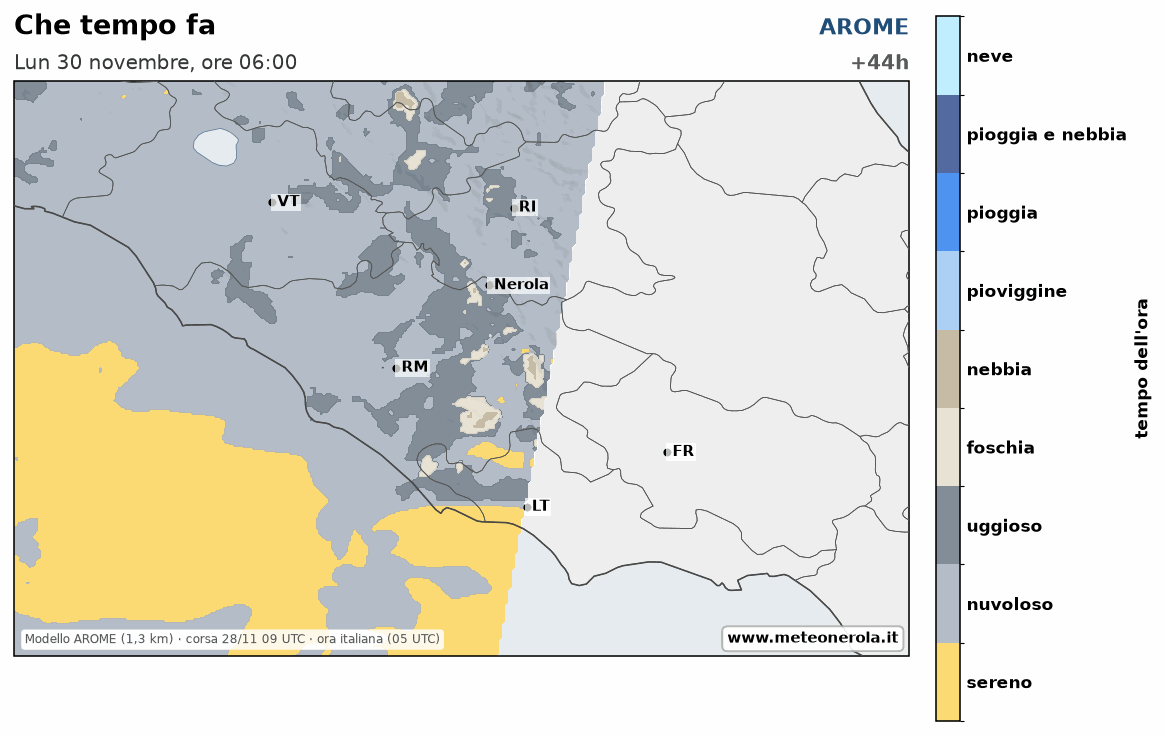 Che tempo fa
AROME
Lun 30 novembre, ore 06:00
+44h
VT
RI
Nerola
RM
FR
LT
Modello AROME (1,3 km) · corsa 28/11 09 UTC · ora italiana (05 UTC)
www.meteonerola.it
neve
pioggia e nebbia
pioggia
pioviggine
nebbia
foschia
uggioso
nuvoloso
sereno
tempo dell'ora